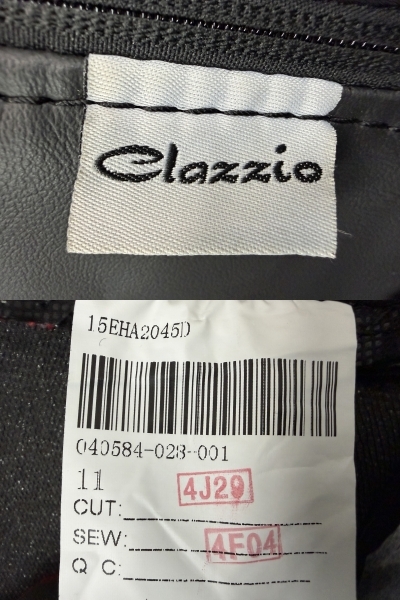 Clazzio
15EHA2045D
040584-028-001
11
4J29
CUT:
SEW:
4F04
Q C: